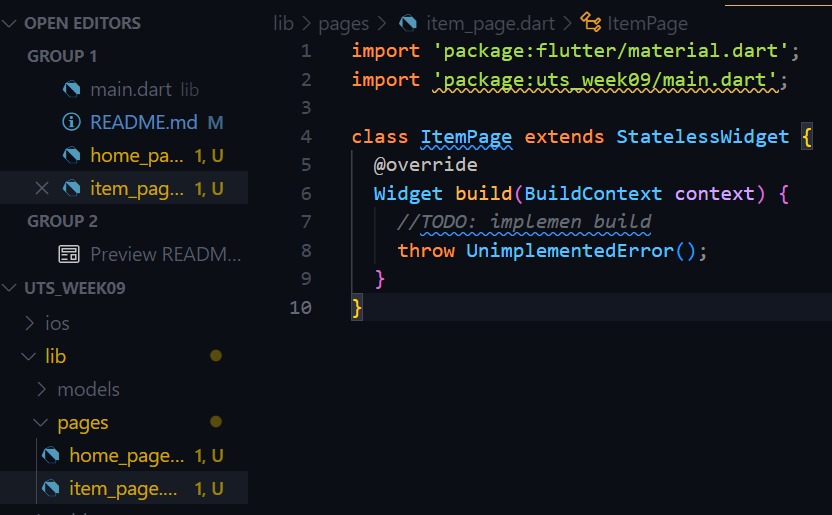 OPEN EDITORS
GROUP 1
main.dart lib
README.md M
home_pa... 1, U
item_pag... 1, U
GROUP 2
Preview READM...
UTS_WEEK09
ios
lib
models
pages
home_page... 1, U
item_page.... 1, U
lib > pages > item_page.dart > ItemPage
1 import 'package:flutter/material.dart';
2 import 'package:uts_week09/main.dart';
3
4 class ItemPage extends StatelessWidget {
5 @override
6 Widget build(BuildContext context) {
7 //TODO: implemen build
8 throw UnimplementedError();
9 }
10 }